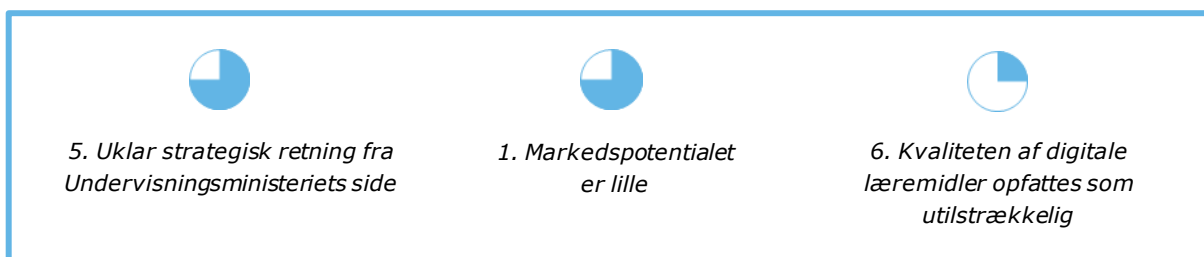 5. Uklar strategisk retning fra
Undervisningsministeriets side
1. Markedspotentialet
er lille
6. Kvaliteten af digitale
læremidler opfattes som
utilstrækkelig